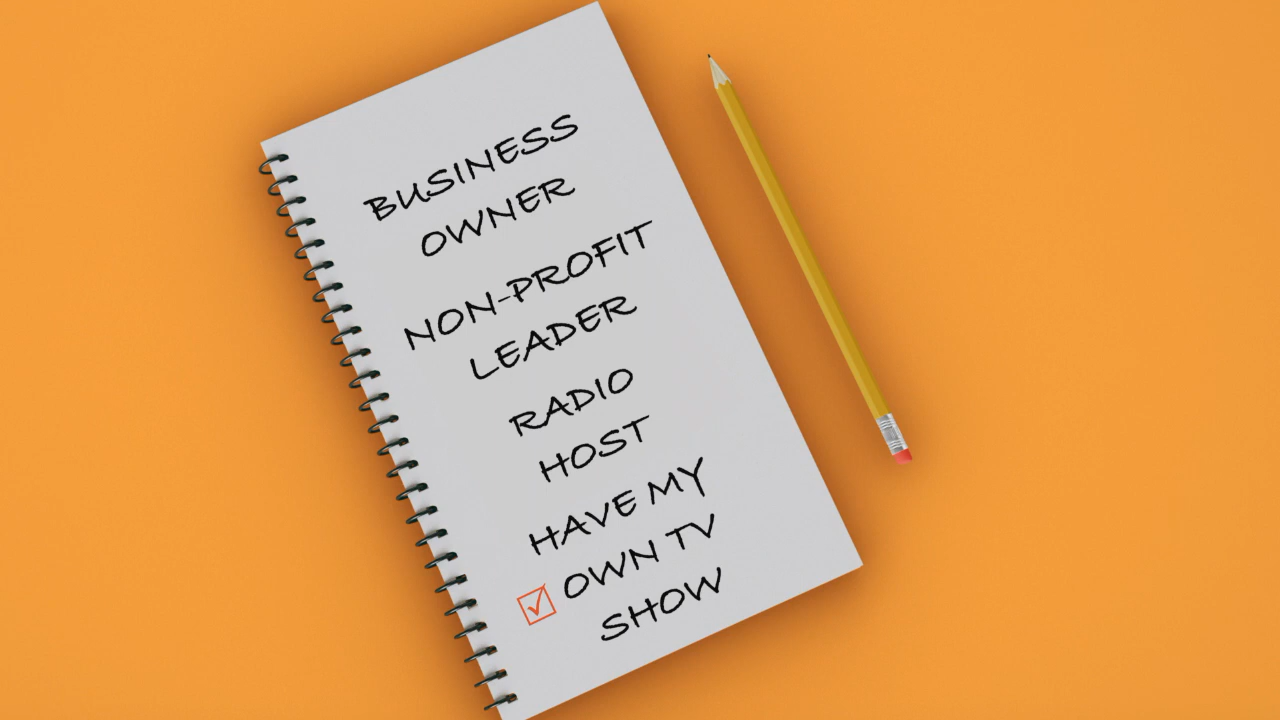 BUSINESS
OWNER
NON-PROFIT
LEADER
RADIO
HOST
HAVE MY
OWN TV
SHOW